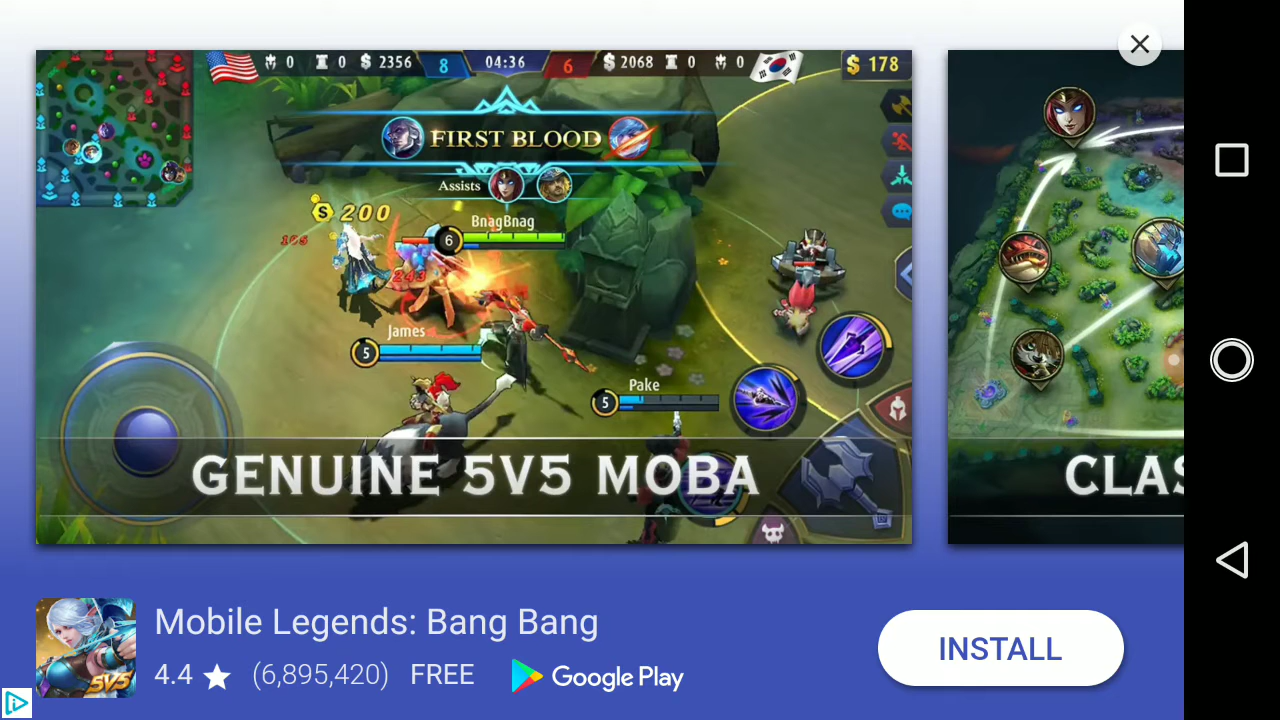 0 0 $ 2356 8 04:36 6 $ 2068 0 0 $ 178
FIRST BLOOD
Assists
S 200
BnagBnag
105
6
243
James
5
Pake
5
GENUINE 5V5 MOBA
CLAS
Mobile Legends: Bang Bang
4.4 ★ (6,895,420) FREE Google Play
INSTALL
5V5